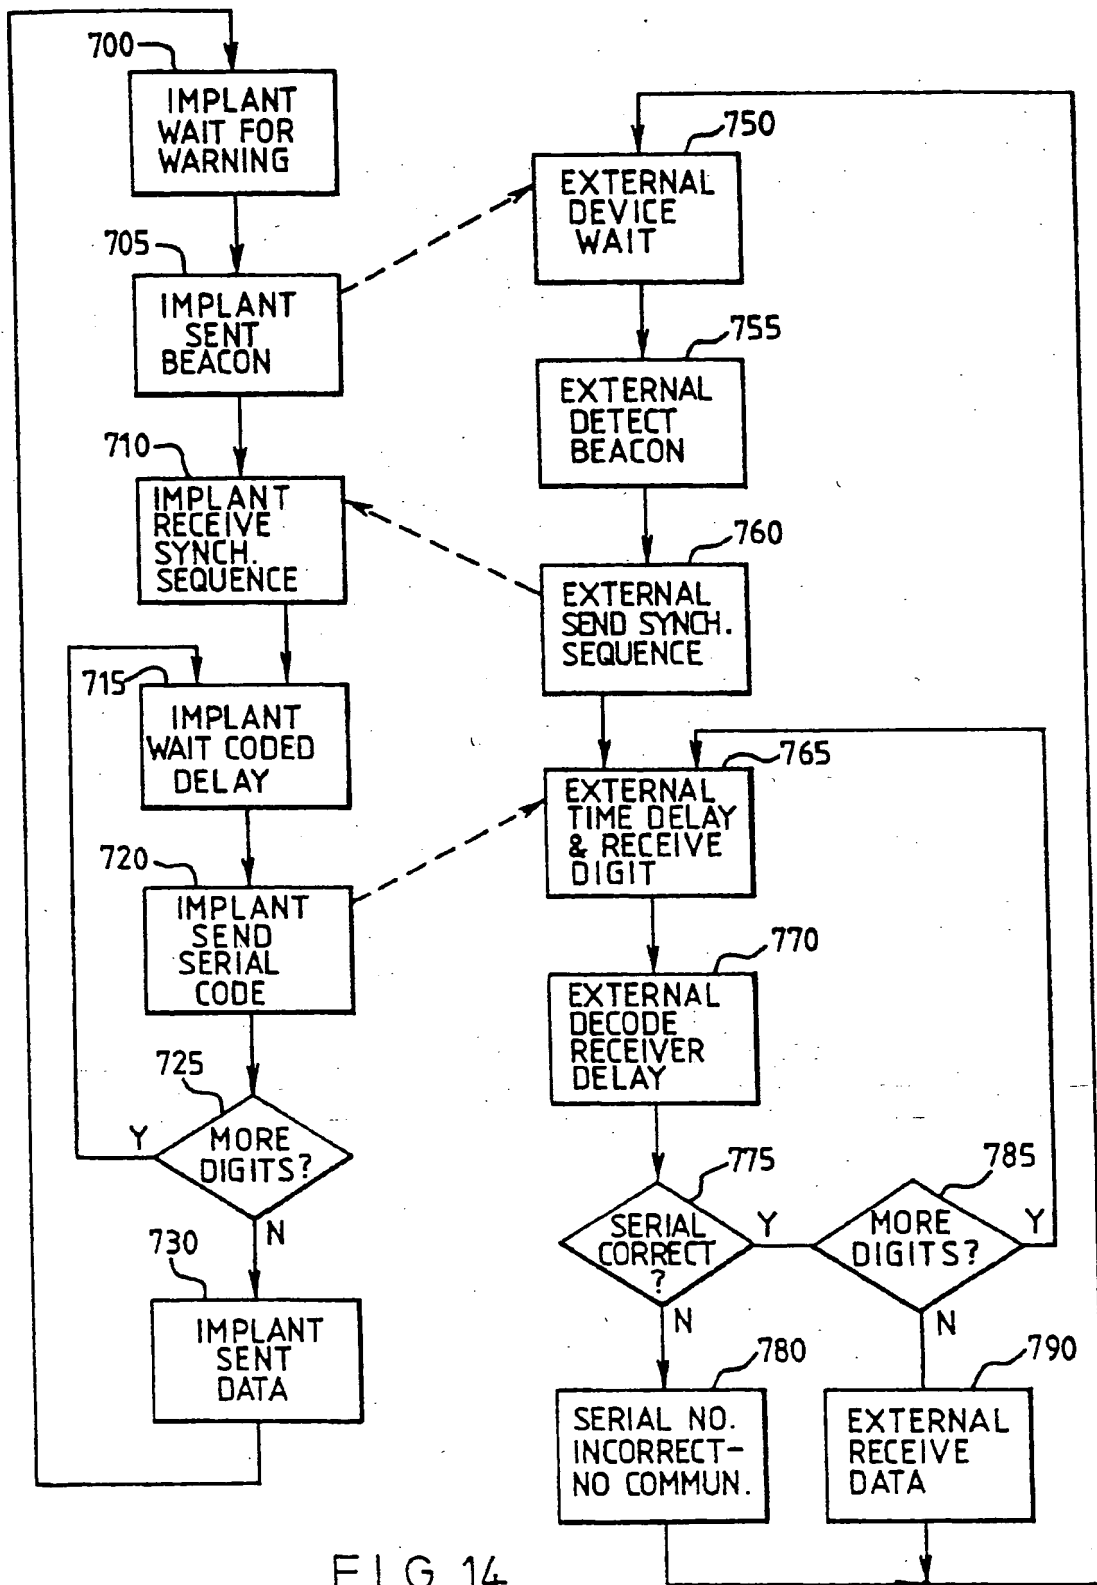 700
IMPLANT
WAIT FOR
WARNING
705
IMPLANT
SENT
BEACON
710
IMPLANT
RECEIVE
SYNCH.
SEQUENCE
715
IMPLANT
WAIT CODED
DELAY
720
IMPLANT
SEND
SERIAL
CODE
725
MORE
DIGITS?
Y
N
730
IMPLANT
SENT
DATA
750
EXTERNAL
DEVICE
WAIT
755
EXTERNAL
DETECT
BEACON
760
EXTERNAL
SEND SYNCH.
SEQUENCE
765
EXTERNAL
TIME DELAY
& RECEIVE
DIGIT
770
EXTERNAL
DECODE
RECEIVER
DELAY
775
SERIAL
CORRECT
?
Y
N
785
MORE
DIGITS?
Y
N
780
SERIAL NO.
INCORRECT-
NO COMMUN.
790
EXTERNAL
RECEIVE
DATA
FIG 14